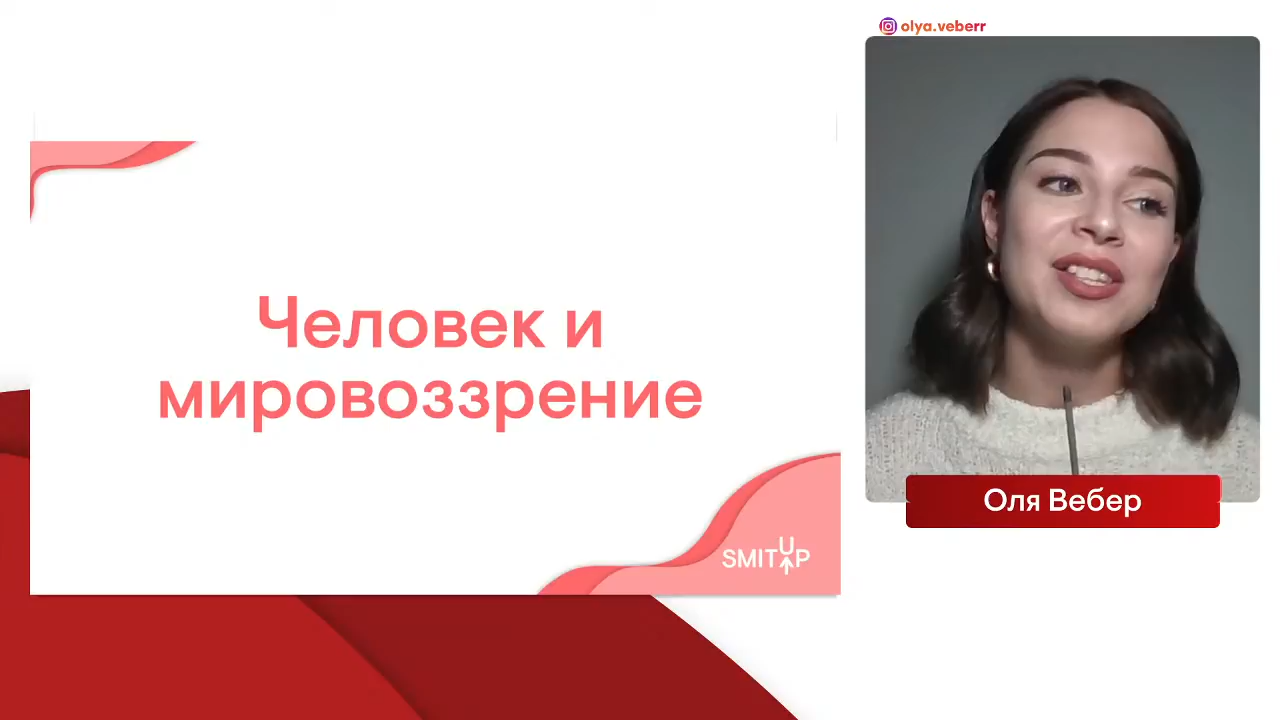 olya.veberr
Человек и
мировоззрение
SMITUP
Оля Вебер